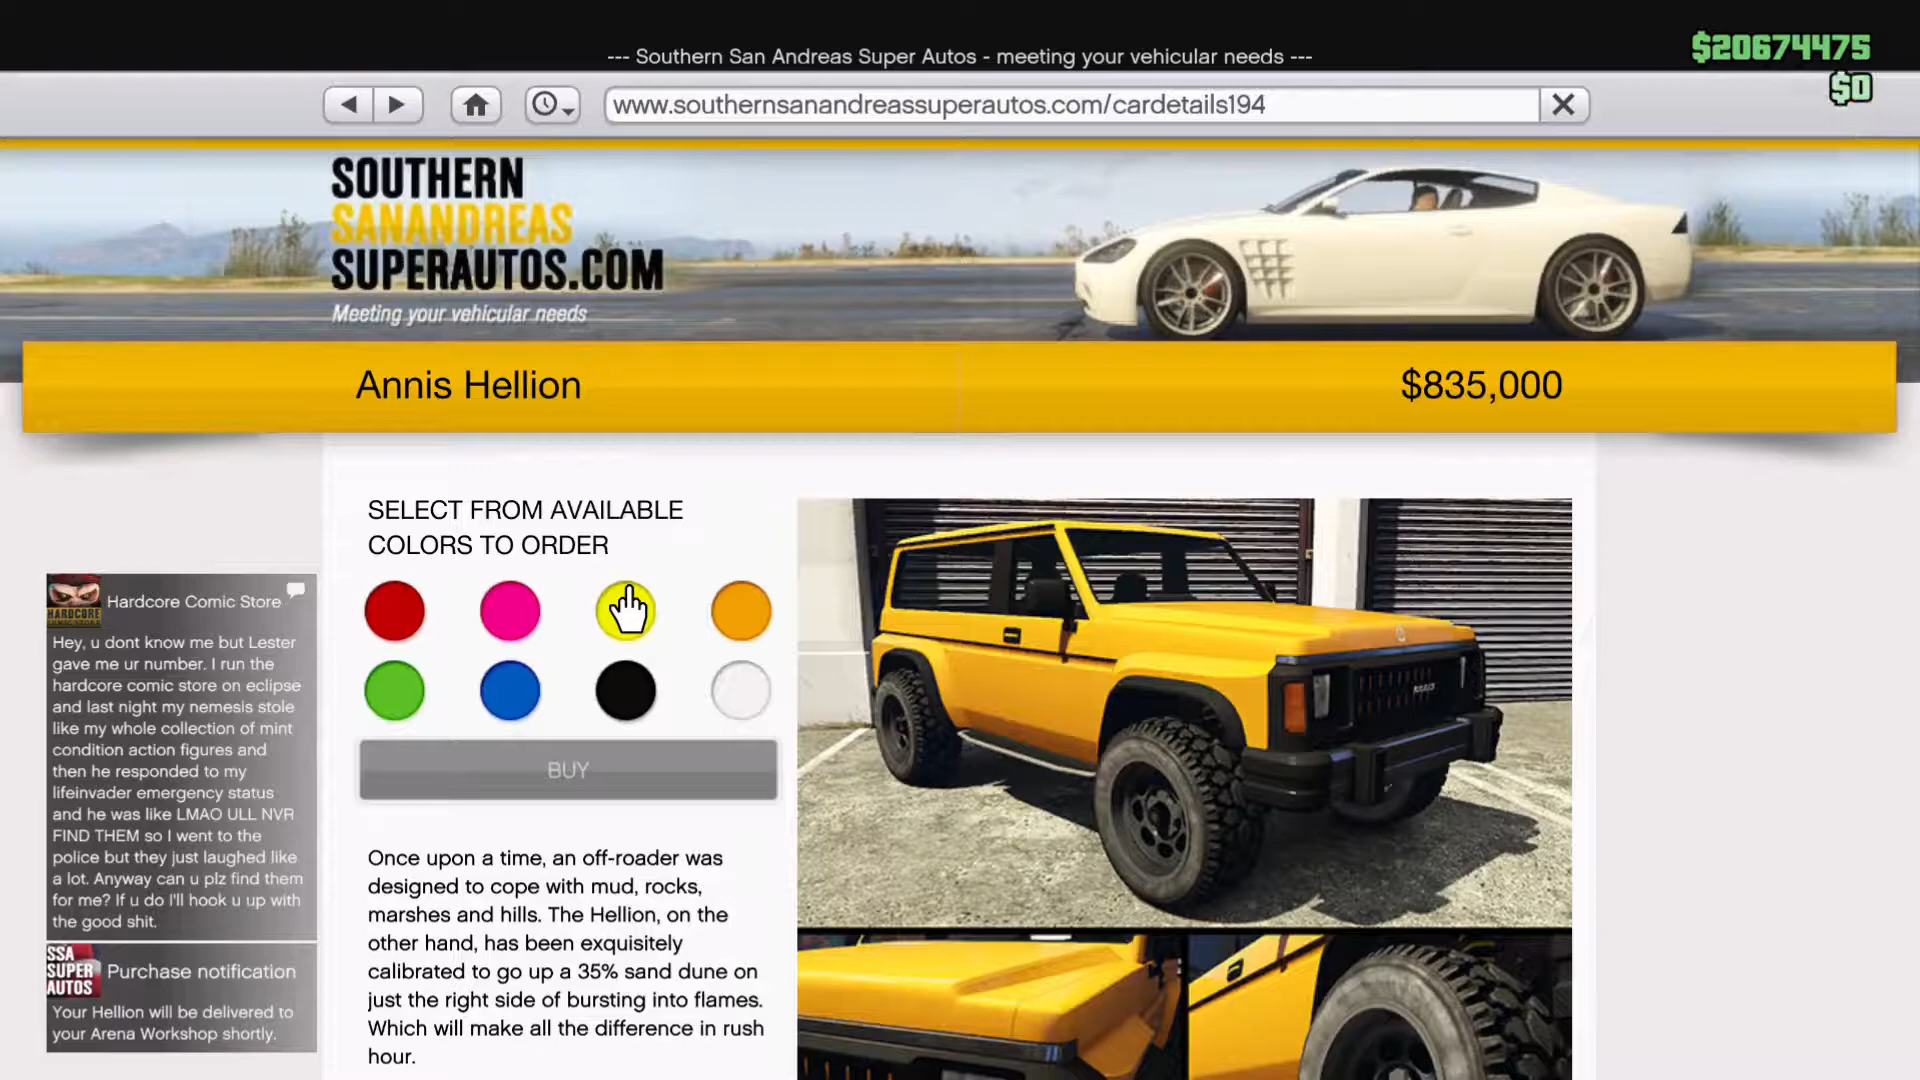 --- Southern San Andreas Super Autos - meeting your vehicular needs ---
$20674475
$0
www.southernsanandreassuperautos.com/cardetails194
SOUTHERN
SANANDREAS
SUPERAUTOS.COM
Meeting your vehicular needs
Annis Hellion
$835,000
SELECT FROM AVAILABLE
COLORS TO ORDER
BUY
Once upon a time, an off-roader was
designed to cope with mud, rocks,
marshes and hills. The Hellion, on the
other hand, has been exquisitely
calibrated to go up a 35% sand dune on
just the right side of bursting into flames.
Which will make all the difference in rush
hour.
HARDCORE
Hardcore Comic Store
Hey, u dont know me but Lester
gave me ur number. I run the
hardcore comic store on eclipse
and last night my nemesis stole
like my whole collection of mint
condition action figures and
then he responded to my
lifeinvader emergency status
and he was like LMAO ULL NVR
FIND THEM so I went to the
police but they just laughed like
a lot. Anyway can u plz find them
for me? If u do I'll hook u up with
the good shit.
SSA
SUPER
AUTOS
Purchase notification
Your Hellion will be delivered to
your Arena Workshop shortly.